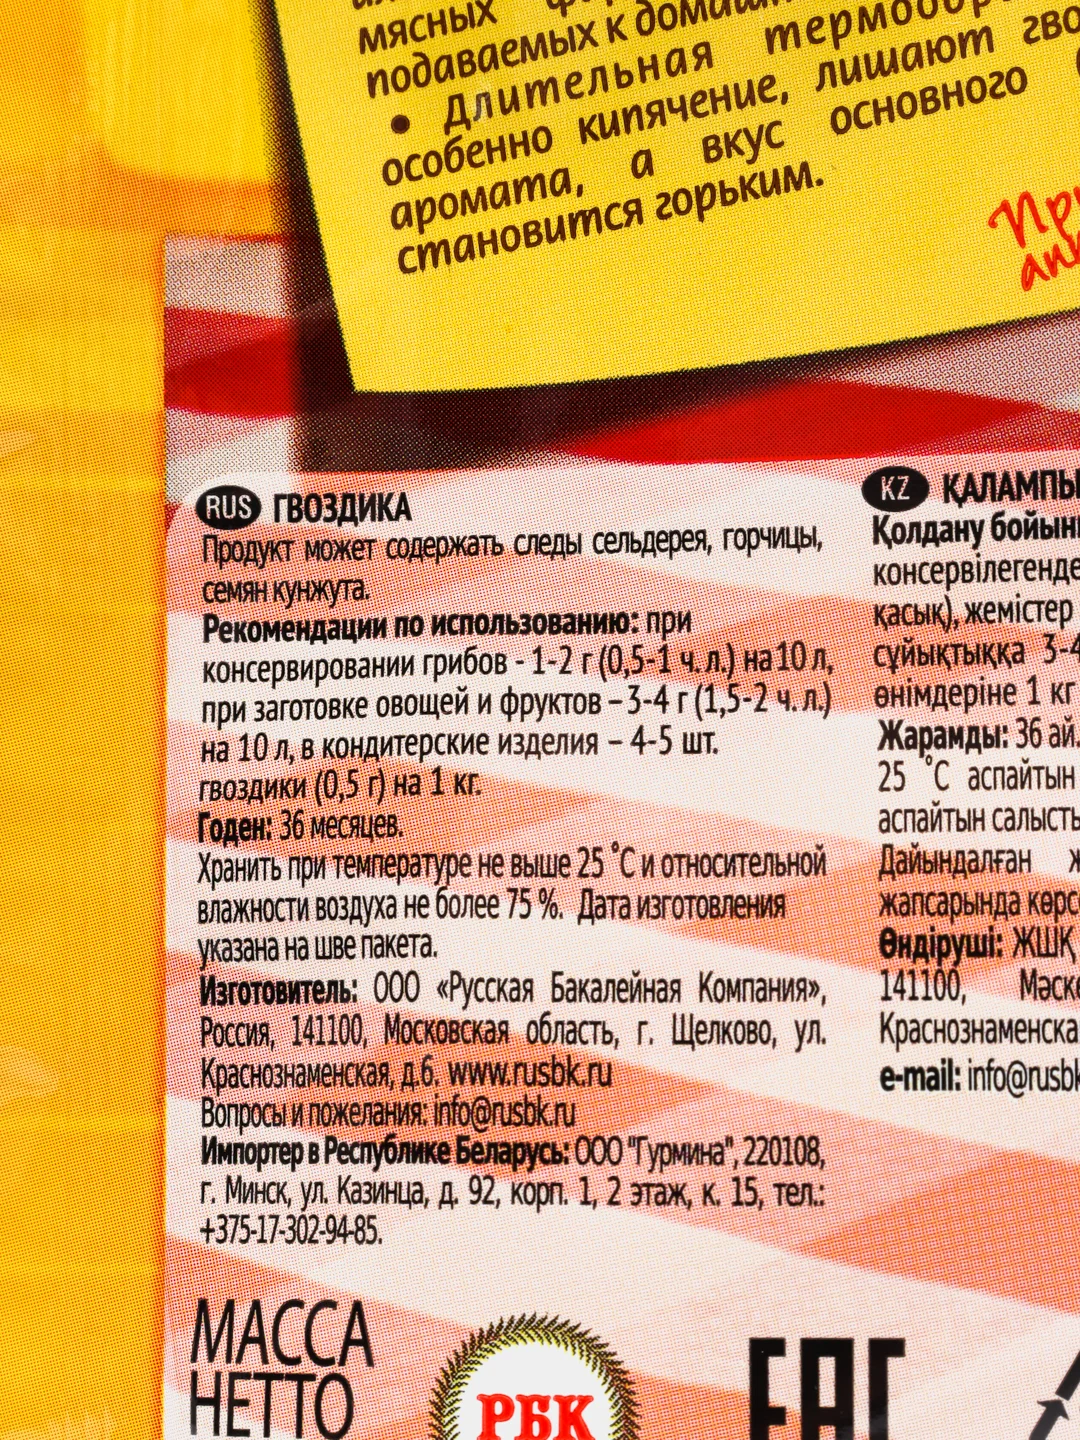 мясных
подаваемых к домашн
• Длительная термообр
особенно кипячение, лишают гво
аромата, а вкус основного
становится горьким.
RUS ГВОЗДИКА
Продукт может содержать следы сельдерея, горчицы,
семян кунжута.
Рекомендации по использованию: при
консервировании грибов - 1-2 г (0,5-1 ч.л.) на 10 л,
при заготовке овощей и фруктов – 3-4 г (1,5-2 ч.л.)
на 10 л, в кондитерские изделия – 4-5 шт.
гвоздики (0,5 г) на 1 кг.
Годен: 36 месяцев.
Хранить при температуре не выше 25 °С и относительной
влажности воздуха не более 75 %. Дата изготовления
указана на шве пакета.
Изготовитель: ООО «Русская Бакалейная Компания»,
Россия, 141100, Московская область, г. Щелково, ул.
Краснознаменская, д.6. www.rusbk.ru
Вопросы и пожелания: info@rusbk.ru
Импортер в Республике Беларусь: ООО "Гурмина", 220108,
г. Минск, ул. Казинца, д. 92, корп. 1, 2 этаж, к. 15, тел.:
+375-17-302-94-85.
KZ ҚАЛАМПЫ
Қолдану бойын
консервілегенде
қасық), жемістер
сұйықтыққа 3-4
өнімдеріне 1 кг
Жарамды: 36 ай.
25 °С аспайтын
аспайтын салысты
Дайындалған ж
жапсарында көрс
Өндіруші: ЖШҚ
141100, Мәске
Краснознаменска
e-mail: info@rusbk
МАССА
НЕТТО
РБК
EAC